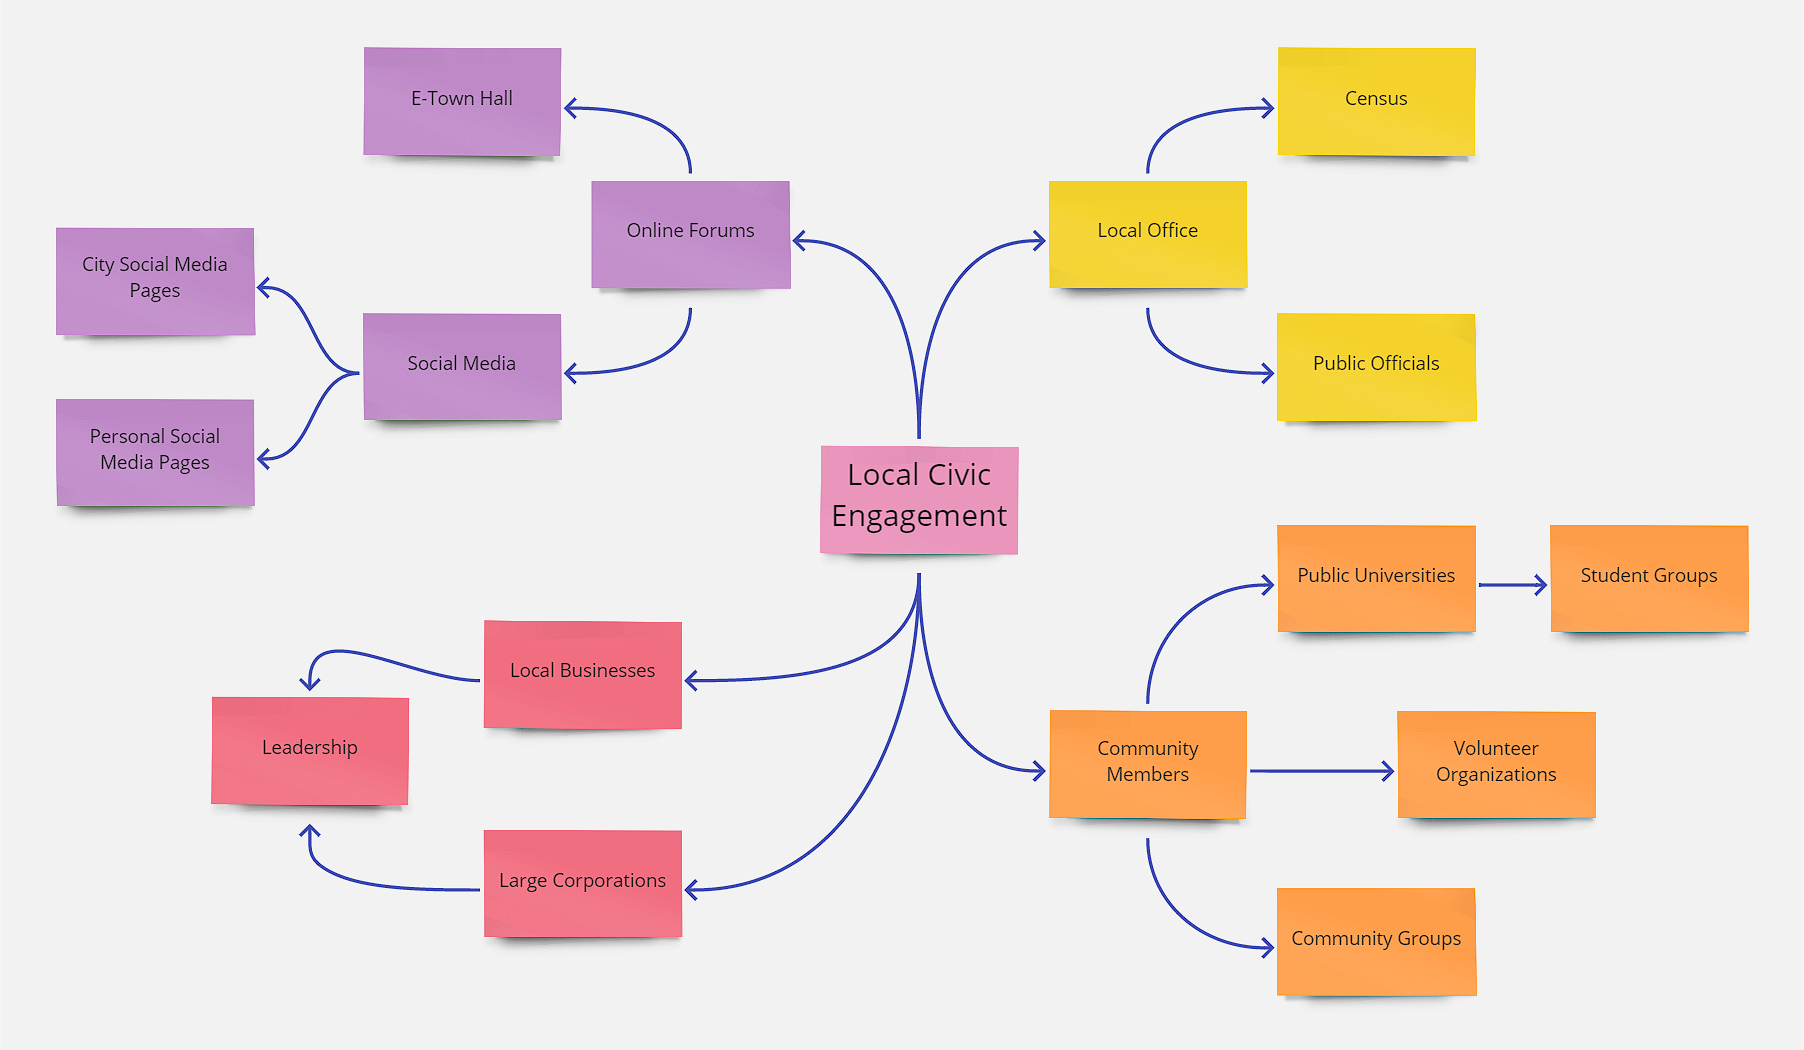 E-Town Hall
Census
Online Forums
Local Office
City Social Media
Pages
Social Media
Public Officials
Personal Social
Media Pages
Local Civic
Engagement
Public Universities
Student Groups
Local Businesses
Leadership
Community
Members
Volunteer
Organizations
Large Corporations
Community Groups